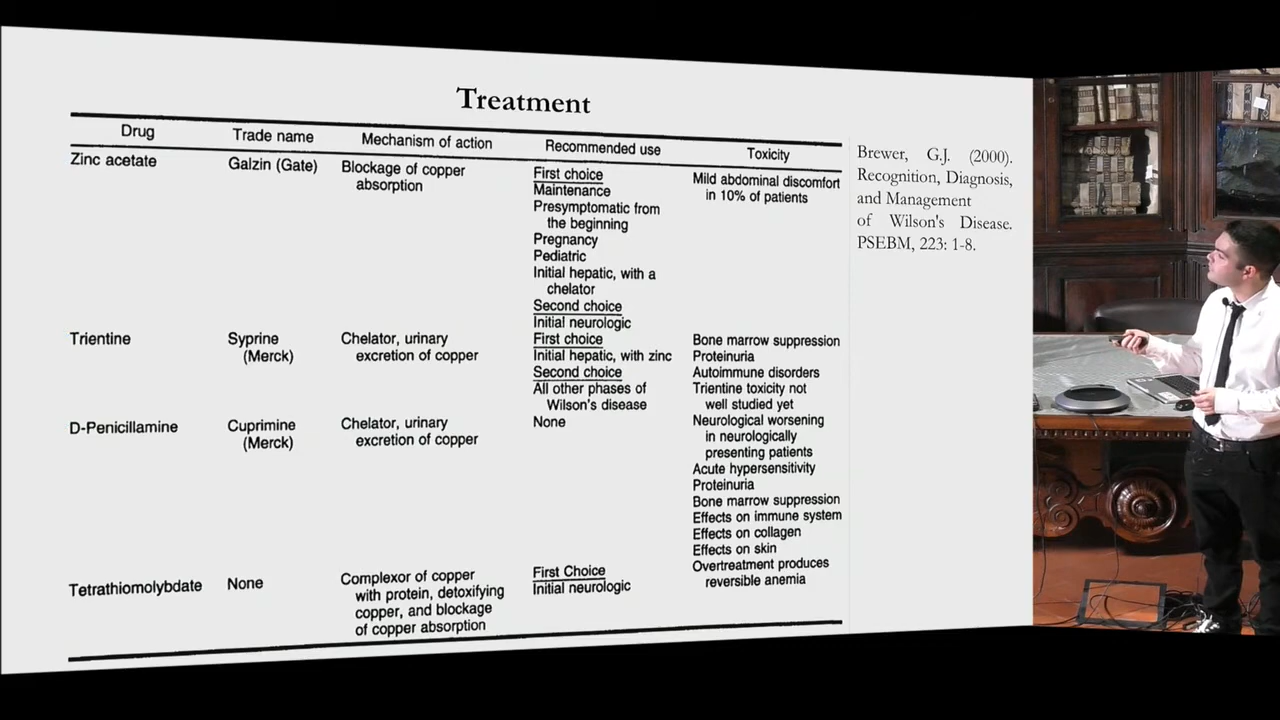 Treatment
Drug
Trade name
Mechanism of action
Recommended use
Toxicity
Zinc acetate
Galzin (Gate)
Blockage of copper
absorption
First choice
Maintenance
Presymptomatic from
the beginning
Pregnancy
Pediatric
Initial hepatic, with a
chelator
Second choice
Initial neurologic
Mild abdominal discomfort
in 10% of patients
Trientine
Syprine
(Merck)
Chelator, urinary
excretion of copper
First choice
Initial hepatic, with zinc
Second choice
All other phases of
Wilson's disease
Bone marrow suppression
Proteinuria
Autoimmune disorders
Trientine toxicity not
well studied yet
D-Penicillamine
Cuprimine
(Merck)
Chelator, urinary
excretion of copper
None
Neurological worsening
in neurologically
presenting patients
Acute hypersensitivity
Proteinuria
Bone marrow suppression
Effects on immune system
Effects on collagen
Effects on skin
Tetrathiomolybdate
None
Complexor of copper
with protein, detoxifying
copper, and blockage
of copper absorption
First Choice
Initial neurologic
Overtreatment produces
reversible anemia
Brewer, G.J. (2000).
Recognition, Diagnosis,
and Management
of Wilson's Disease.
PSEBM, 223: 1-8.